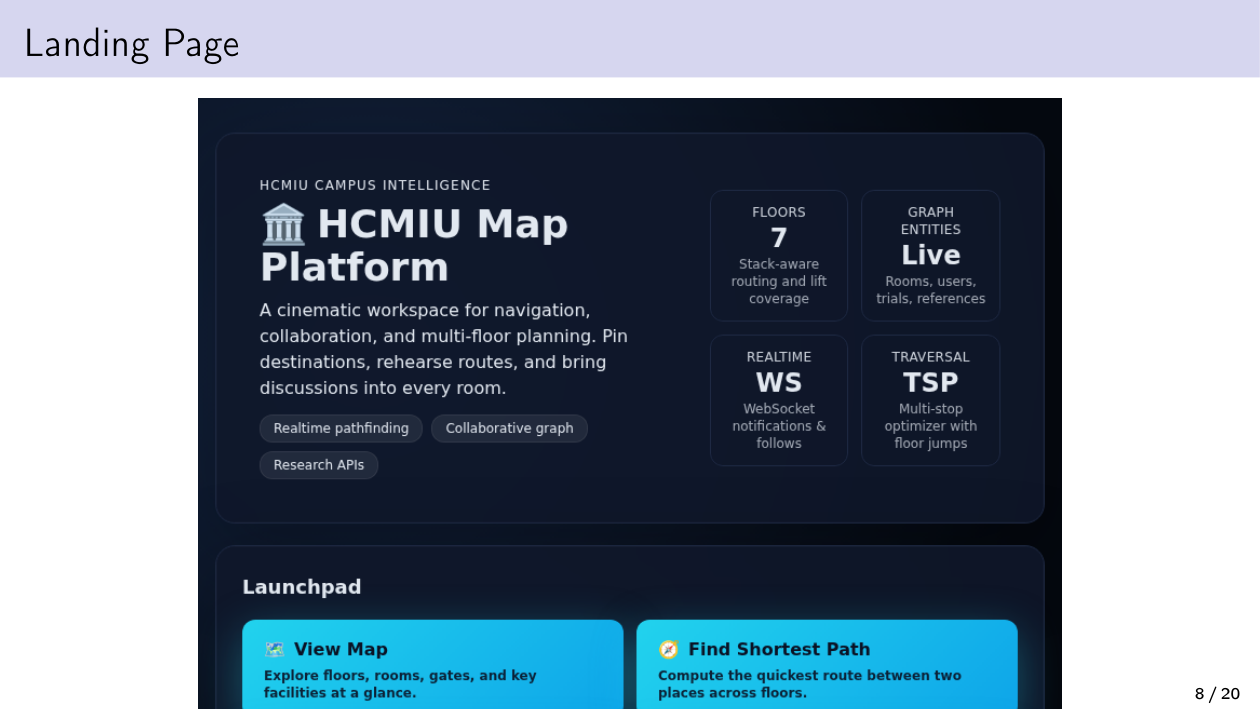 Landing Page
HCMIU CAMPUS INTELLIGENCE
🏛️ HCMIU Map
Platform
A cinematic workspace for navigation,
collaboration, and multi-floor planning. Pin
destinations, rehearse routes, and bring
discussions into every room.
Realtime pathfinding
Collaborative graph
Research APIs
FLOORS
7
Stack-aware
routing and lift
coverage
GRAPH
ENTITIES
Live
Rooms, users,
trials, references
REALTIME
WS
WebSocket
notifications &
follows
TRAVERSAL
TSP
Multi-stop
optimizer with
floor jumps
Launchpad
🗺️ View Map
Explore floors, rooms, gates, and key
facilities at a glance.
🧭 Find Shortest Path
Compute the quickest route between two
places across floors.
8 / 20